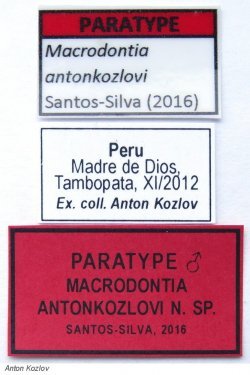 PARATYPE
Macrodontia
antonkozlovi
Santos-Silva (2016)
Peru
Madre de Dios,
Tambopata, XI/2012
Ex. coll. Anton Kozlov
PARATYPE ♂
MACRODONTIA
ANTONKOZLOVI N. SP.
SANTOS-SILVA, 2016
Anton Kozlov